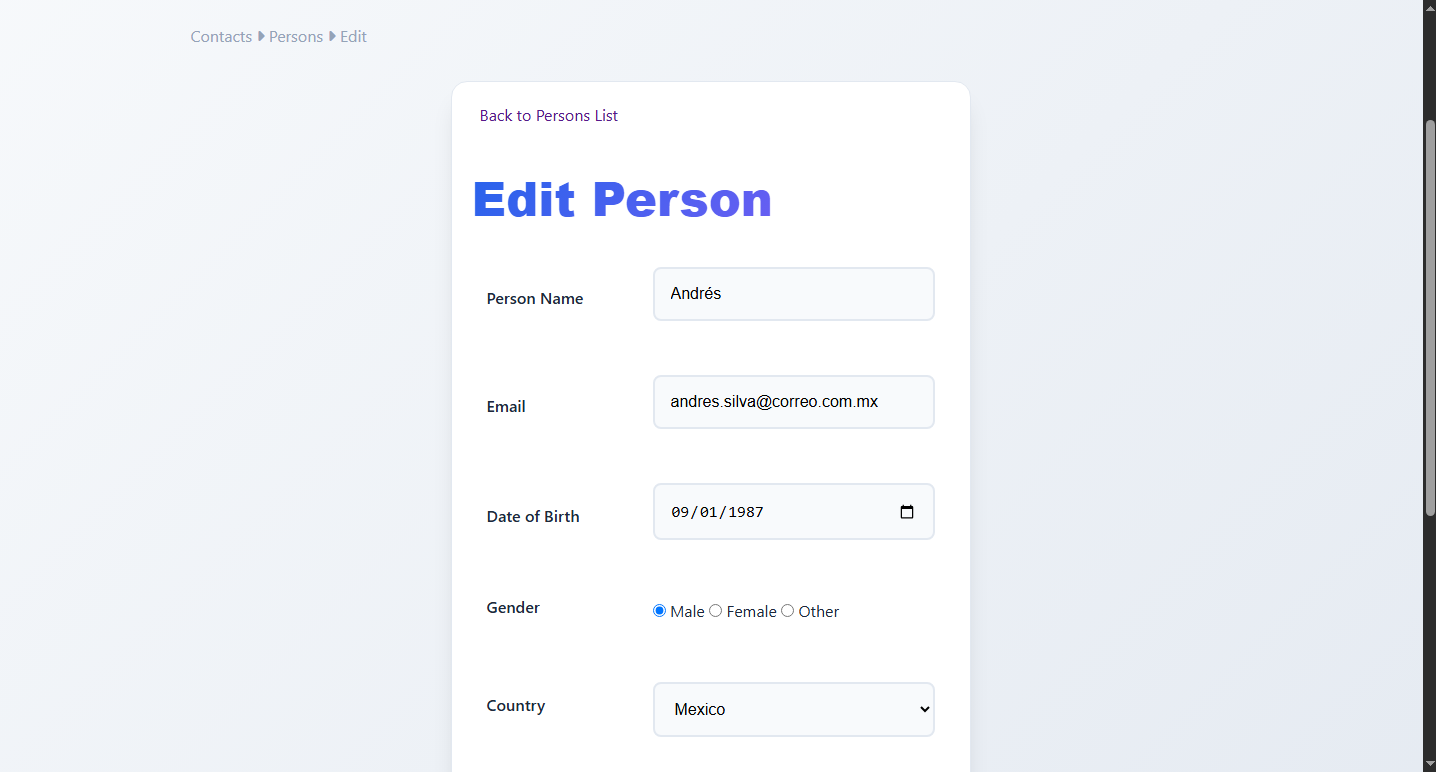 Contacts Persons Edit
Back to Persons List
Edit Person
Person Name Andrés
Email andres.silva@correo.com.mx
Date of Birth 09/01/1987
Gender Male Female Other
Country Mexico